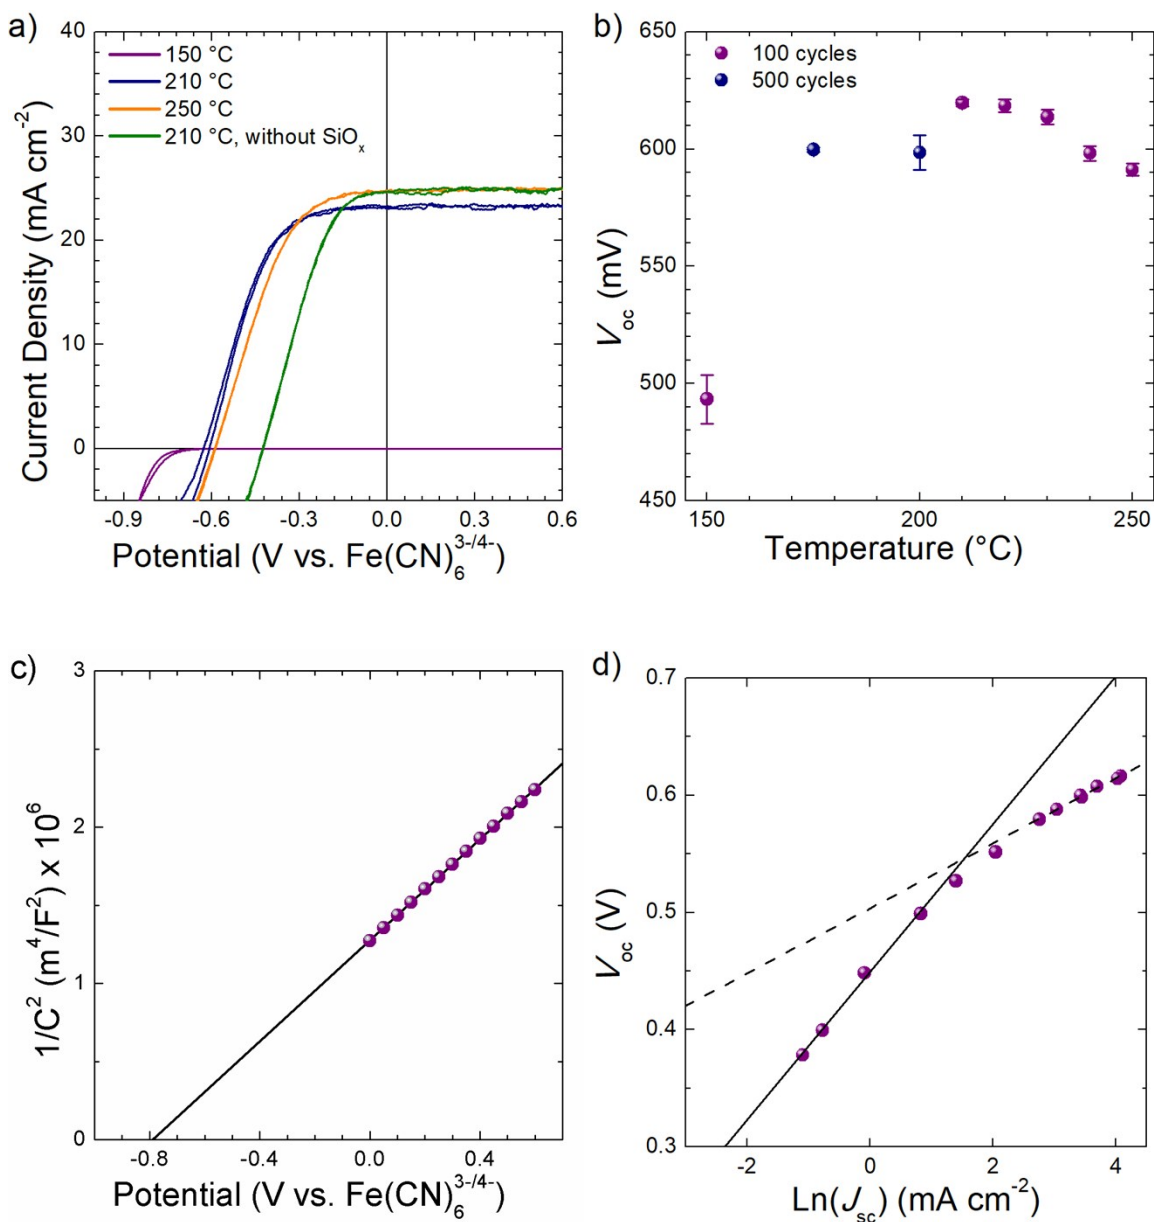 a)
40
30
20
10
0
Current Density (mA cm⁻²)
150 °C
210 °C
250 °C
210 °C, without SiOₓ
-0.9 -0.6 -0.3 0.0 0.3 0.6
Potential (V vs. Fe(CN)₆³⁻/⁴⁻)
b)
650
600
550
500
450
V_oc (mV)
100 cycles
500 cycles
150 200 250
Temperature (°C)
c)
3
2
1
0
1/C² (m⁴/F²) x 10⁶
-0.8 -0.4 0.0 0.4
Potential (V vs. Fe(CN)₆³⁻/⁴⁻)
d)
0.7
0.6
0.5
0.4
0.3
V_oc (V)
-2 0 2 4
Ln(J_sc) (mA cm⁻²)